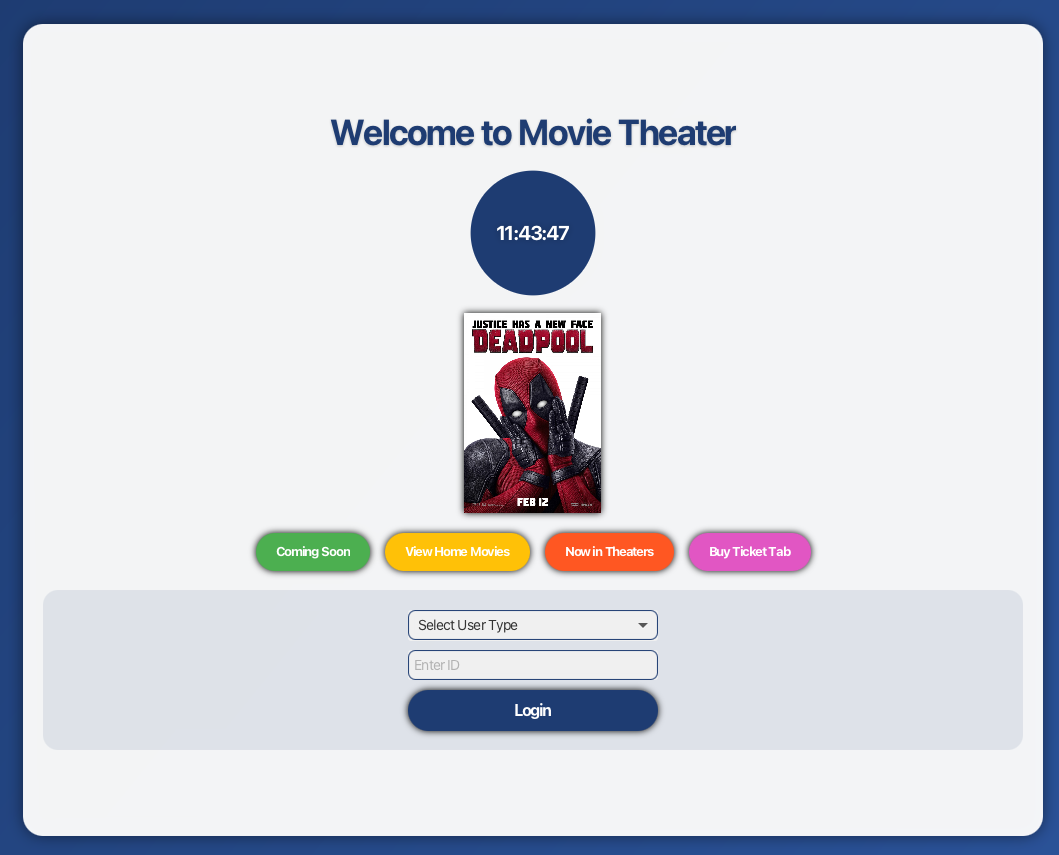 Welcome to Movie Theater
11:43:47
JUSTICE HAS A NEW FACE
DEADPOOL
FEB 12
Coming Soon
View Home Movies
Now in Theaters
Buy Ticket Tab
Select User Type
Enter ID
Login